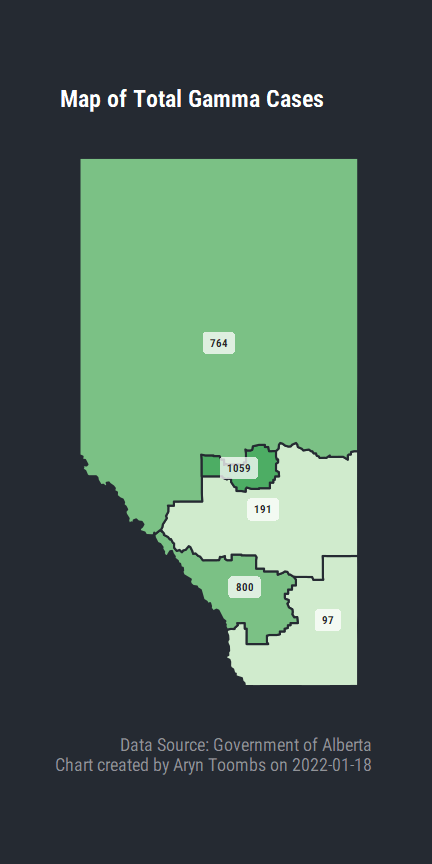 Map of Total Gamma Cases
764
1059
191
800
97
Data Source: Government of Alberta
Chart created by Aryn Toombs on 2022-01-18